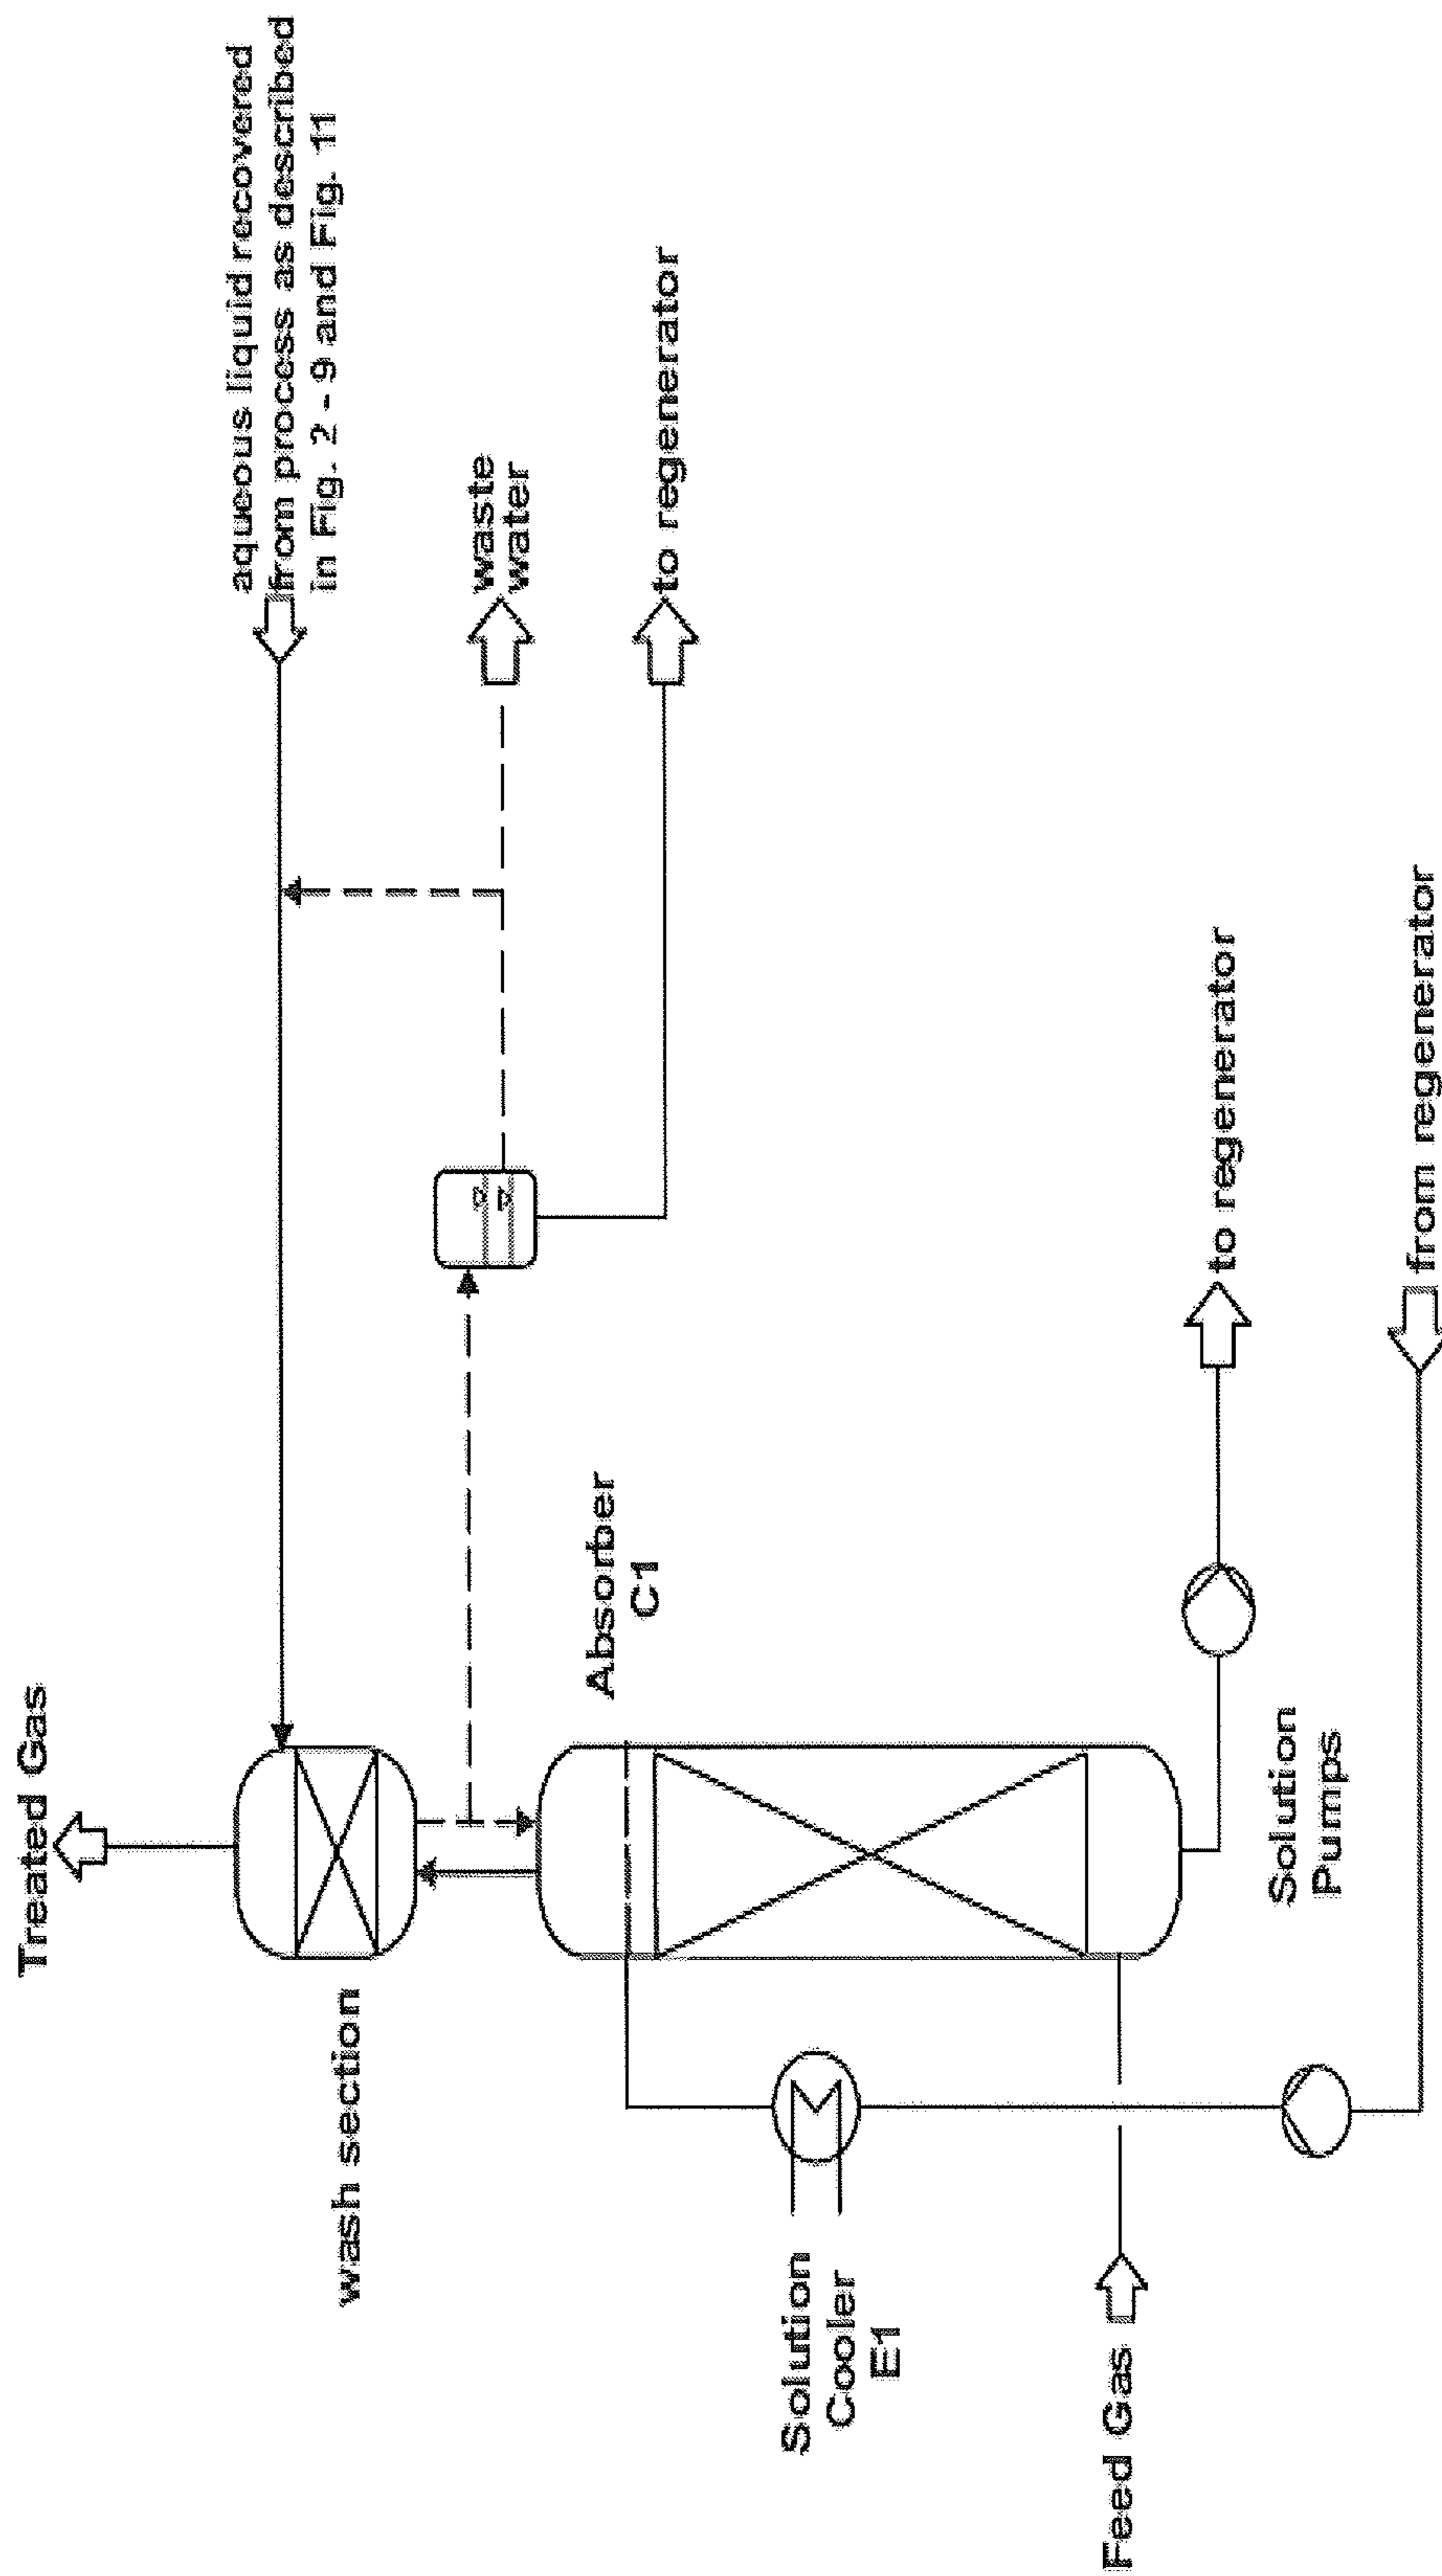 Treated Gas
aqueous liquid recovered
from process as described
in Fig. 2 - 9 and Fig. 11
wash section
waste
water
to regenerator
Absorber
C1
Solution
Cooler
E1
Feed Gas
to regenerator
Solution
Pumps
from regenerator